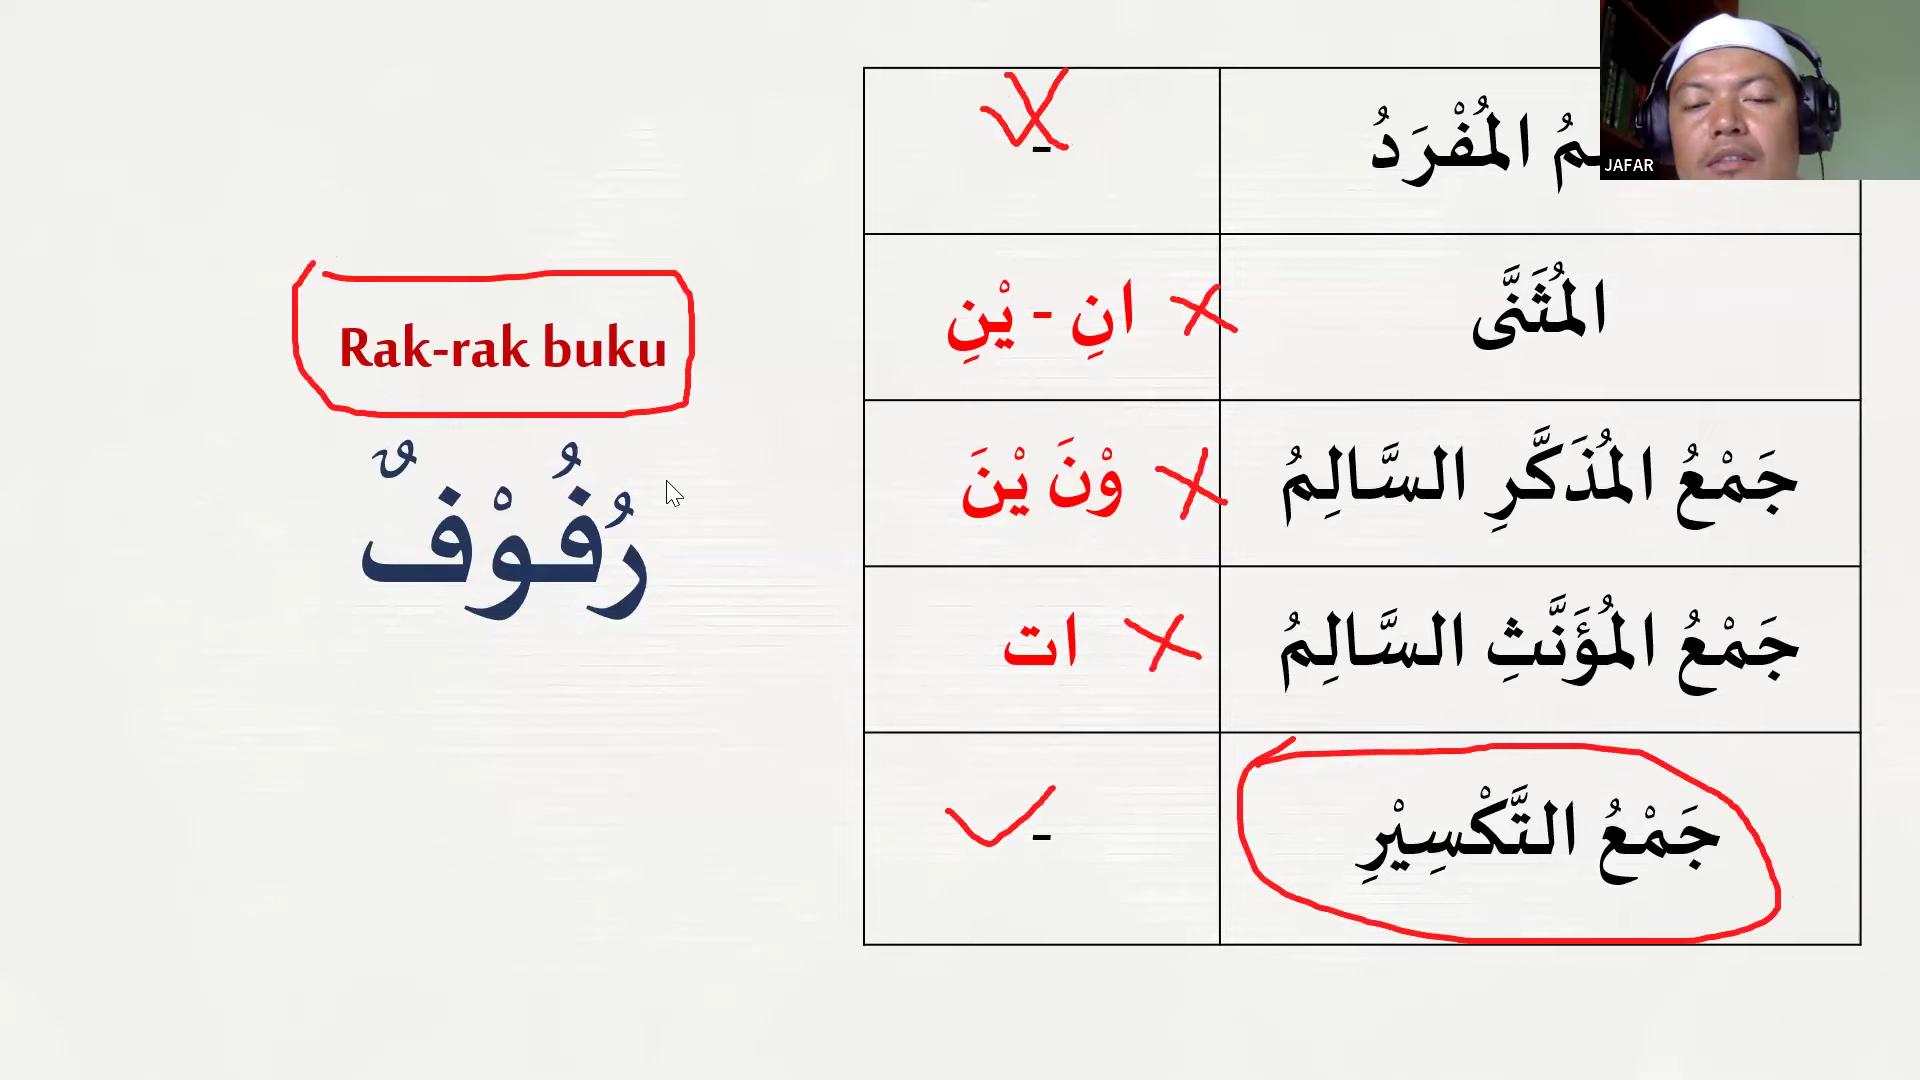 Rak-rak buku
رُفُوْفٌ
مُ المُفْرَدُ -
JAFAR
المُثَنَّى انِ - يْنِ
جَمْعُ المُذَكَّرِ السَّالِمُ وْنَ يْنَ
جَمْعُ المُؤَنَّثِ السَّالِمُ ات
جَمْعُ التَّكْسِيْرِ -